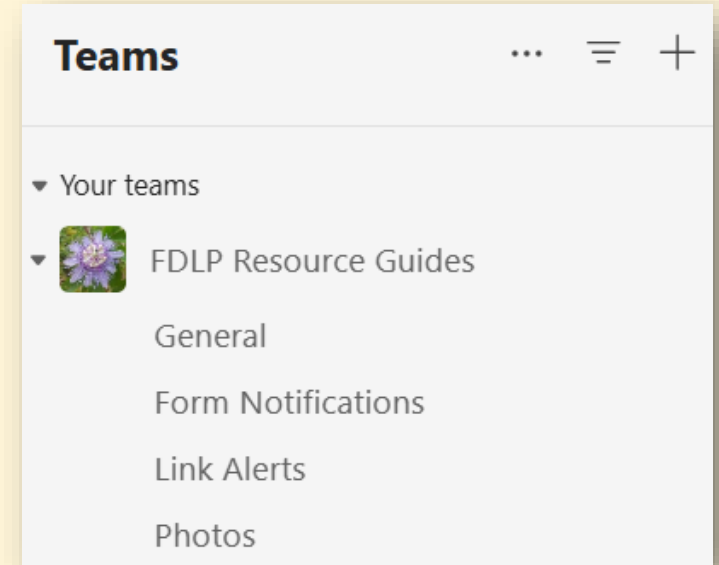 Teams
Your teams
FDLP Resource Guides
General
Form Notifications
Link Alerts
Photos